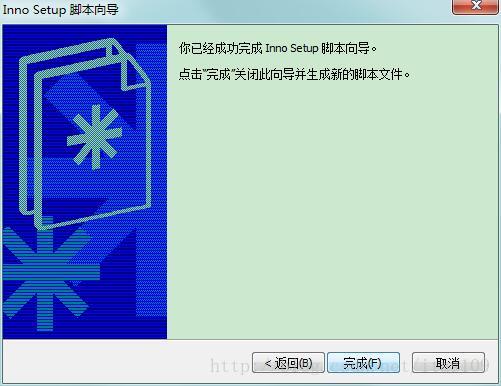 Inno Setup 脚本向导
你已经成功完成 Inno Setup 脚本向导。
点击“完成”关闭此向导并生成新的脚本文件。
< 返回(B) 完成(F) 取消